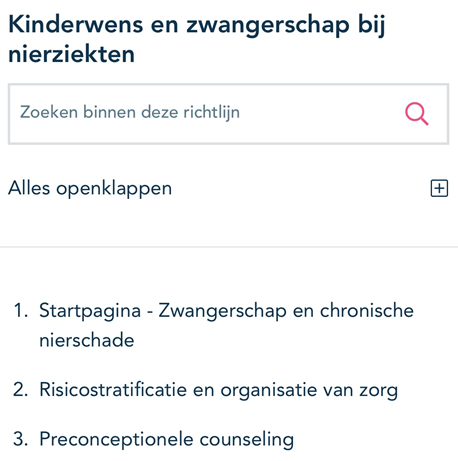 Kinderwens en zwangerschap bij
nierziekten
Zoeken binnen deze richtlijn
Alles openklappen
1. Startpagina - Zwangerschap en chronische
nierschade
2. Risicostratificatie en organisatie van zorg
3. Preconceptionele counseling